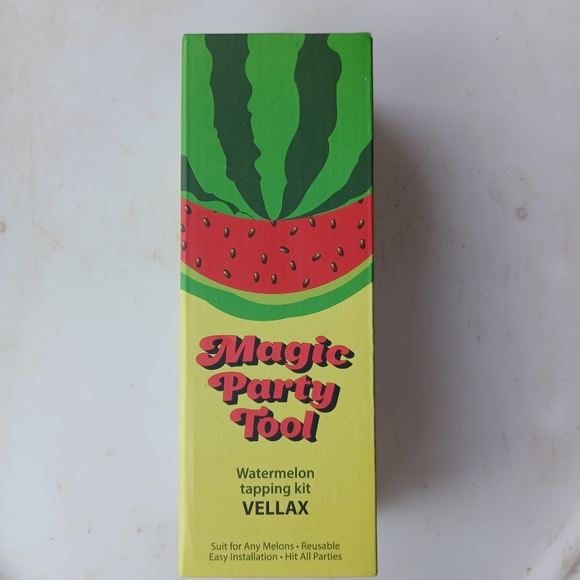 Magic
Party
Tool
Watermelon
tapping kit
VELLAX
Suit for Any Melons • Reusable
Easy Installation • Hit All Parties